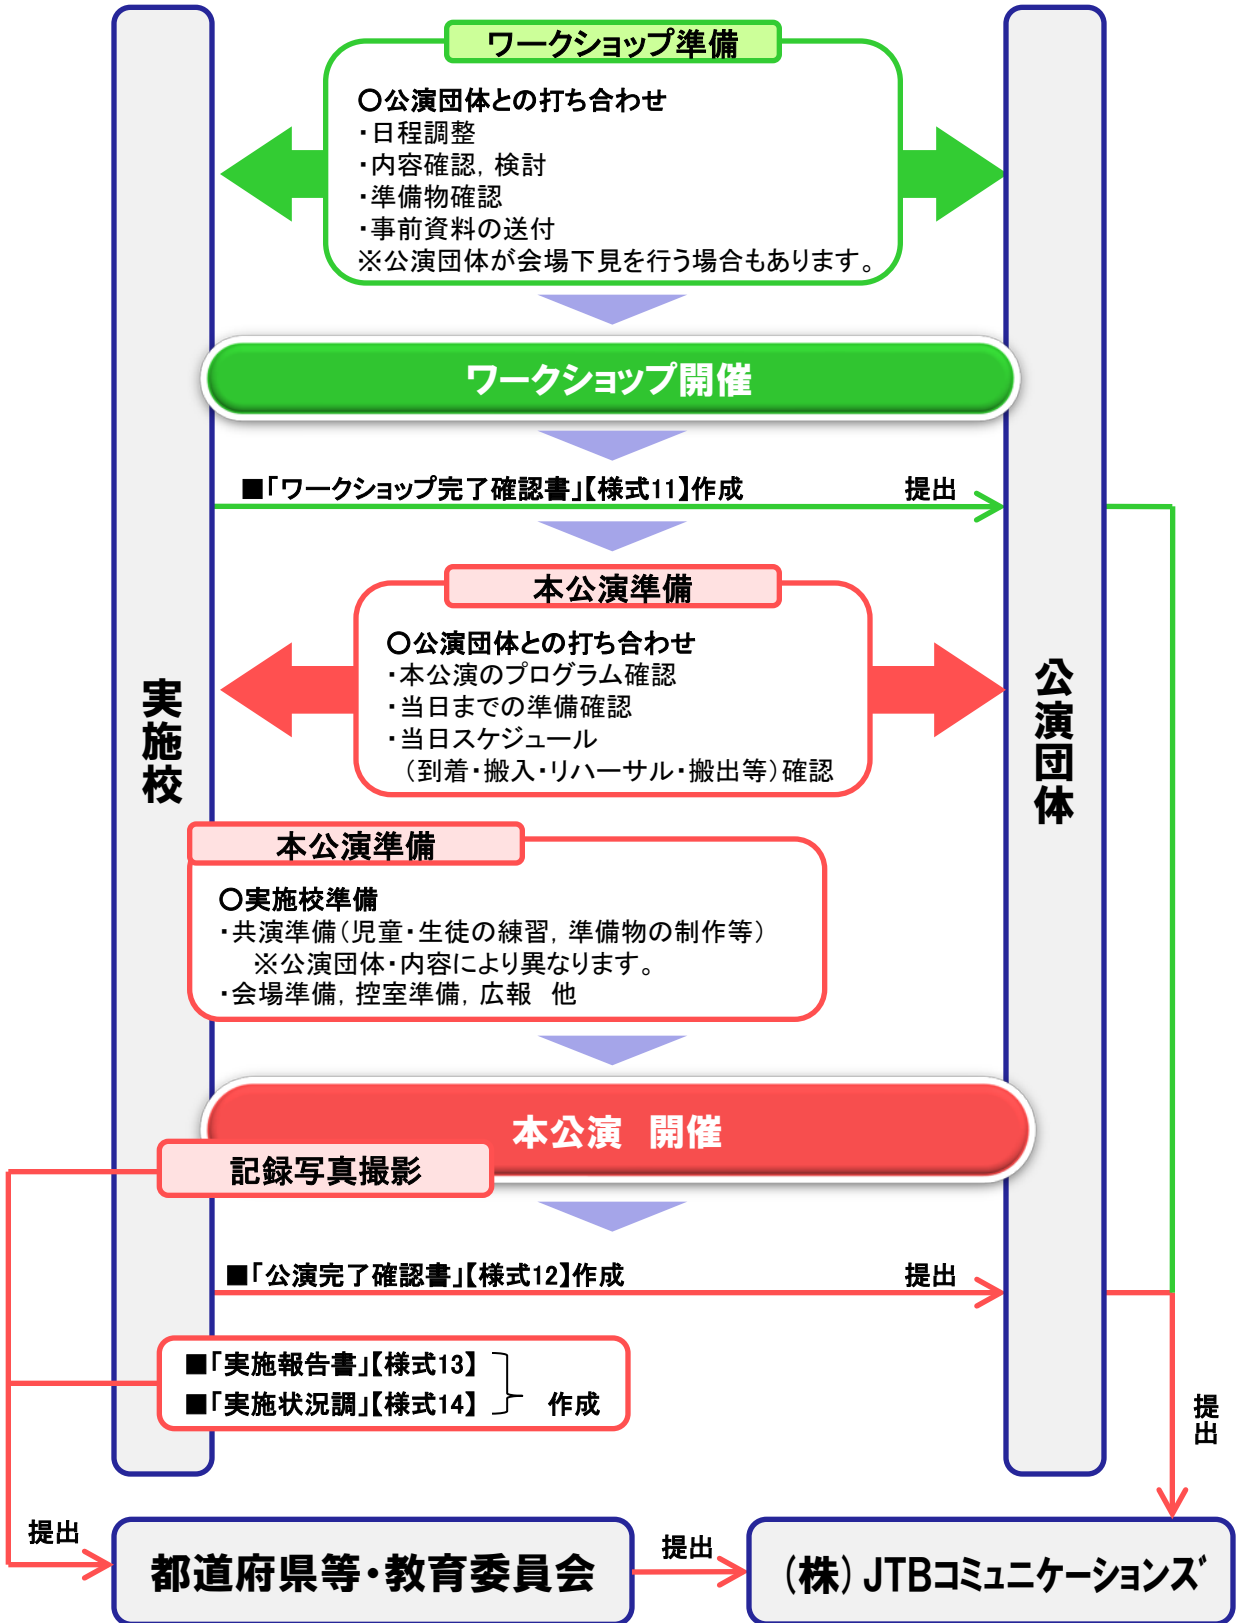 ワークショップ準備
○公演団体との打ち合わせ
・日程調整
・内容確認，検討
・準備物確認
・事前資料の送付
※公演団体が会場下見を行う場合もあります。
ワークショップ開催
■「ワークショップ完了確認書」【様式11】作成 提出
本公演準備
○公演団体との打ち合わせ
・本公演のプログラム確認
・当日までの準備確認
・当日スケジュール
（到着・搬入・リハーサル・搬出等）確認
実施校
公演団体
本公演準備
○実施校準備
・共演準備（児童・生徒の練習，準備物の制作等）
※公演団体・内容により異なります。
・会場準備，控室準備，広報　他
本公演　開催
記録写真撮影
■「公演完了確認書」【様式12】作成 提出
■「実施報告書」【様式13】
■「実施状況調」【様式14】 作成
提出
提出
都道府県等・教育委員会
提出
（株）JTBコミュニケーションズ